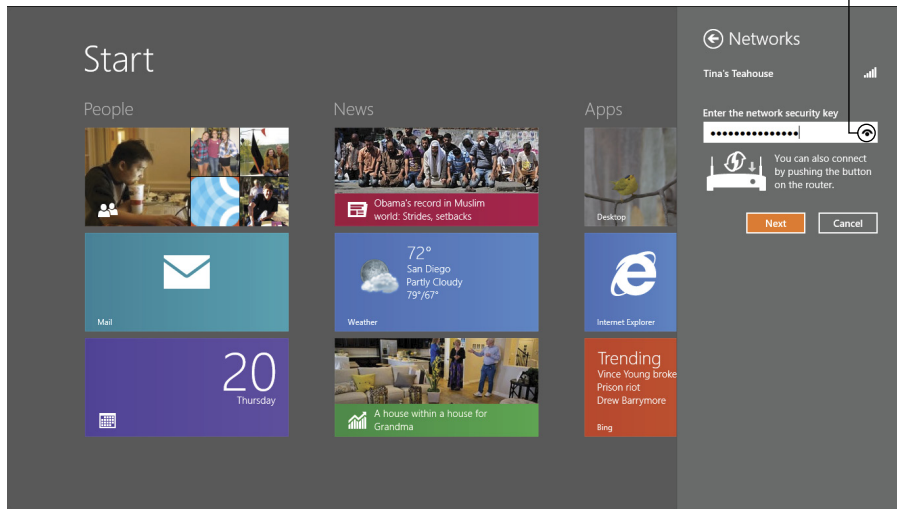 Start
People
Mail
20
Thursday
News
Obama's record in Muslim
world: Strides, setbacks
72°
San Diego
Partly Cloudy
79°/67°
Weather
A house within a house for
Grandma
Apps
Desktop
Internet Explorer
Trending
Vince Young broke
Prison riot
Drew Barrymore
Bing
Networks
Tina's Teahouse
Enter the network security key
•••••••••••••••
You can also connect
by pushing the button
on the router.
Next
Cancel